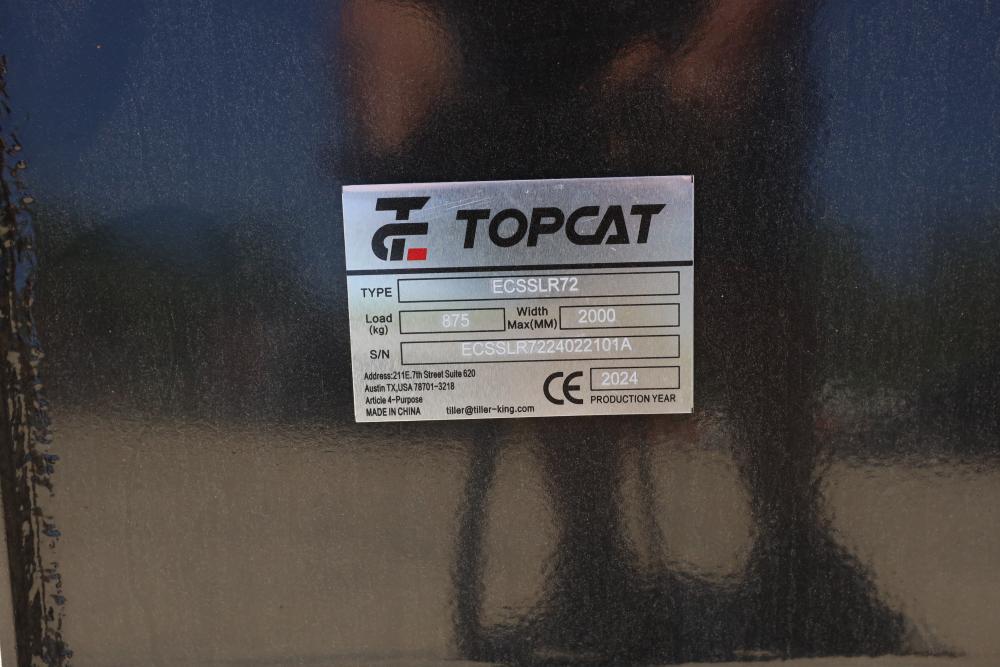 TOPCAT
TYPE ECSSLR72
Load (kg) 875 Width Max(MM) 2000
S/N ECSSLR7224022101A
Address:211E.7th Street Suite 620
Austin TX,USA 78701-3218
Article 4-Purpose
MADE IN CHINA
tiller@tiller-king.com
CE 2024
PRODUCTION YEAR